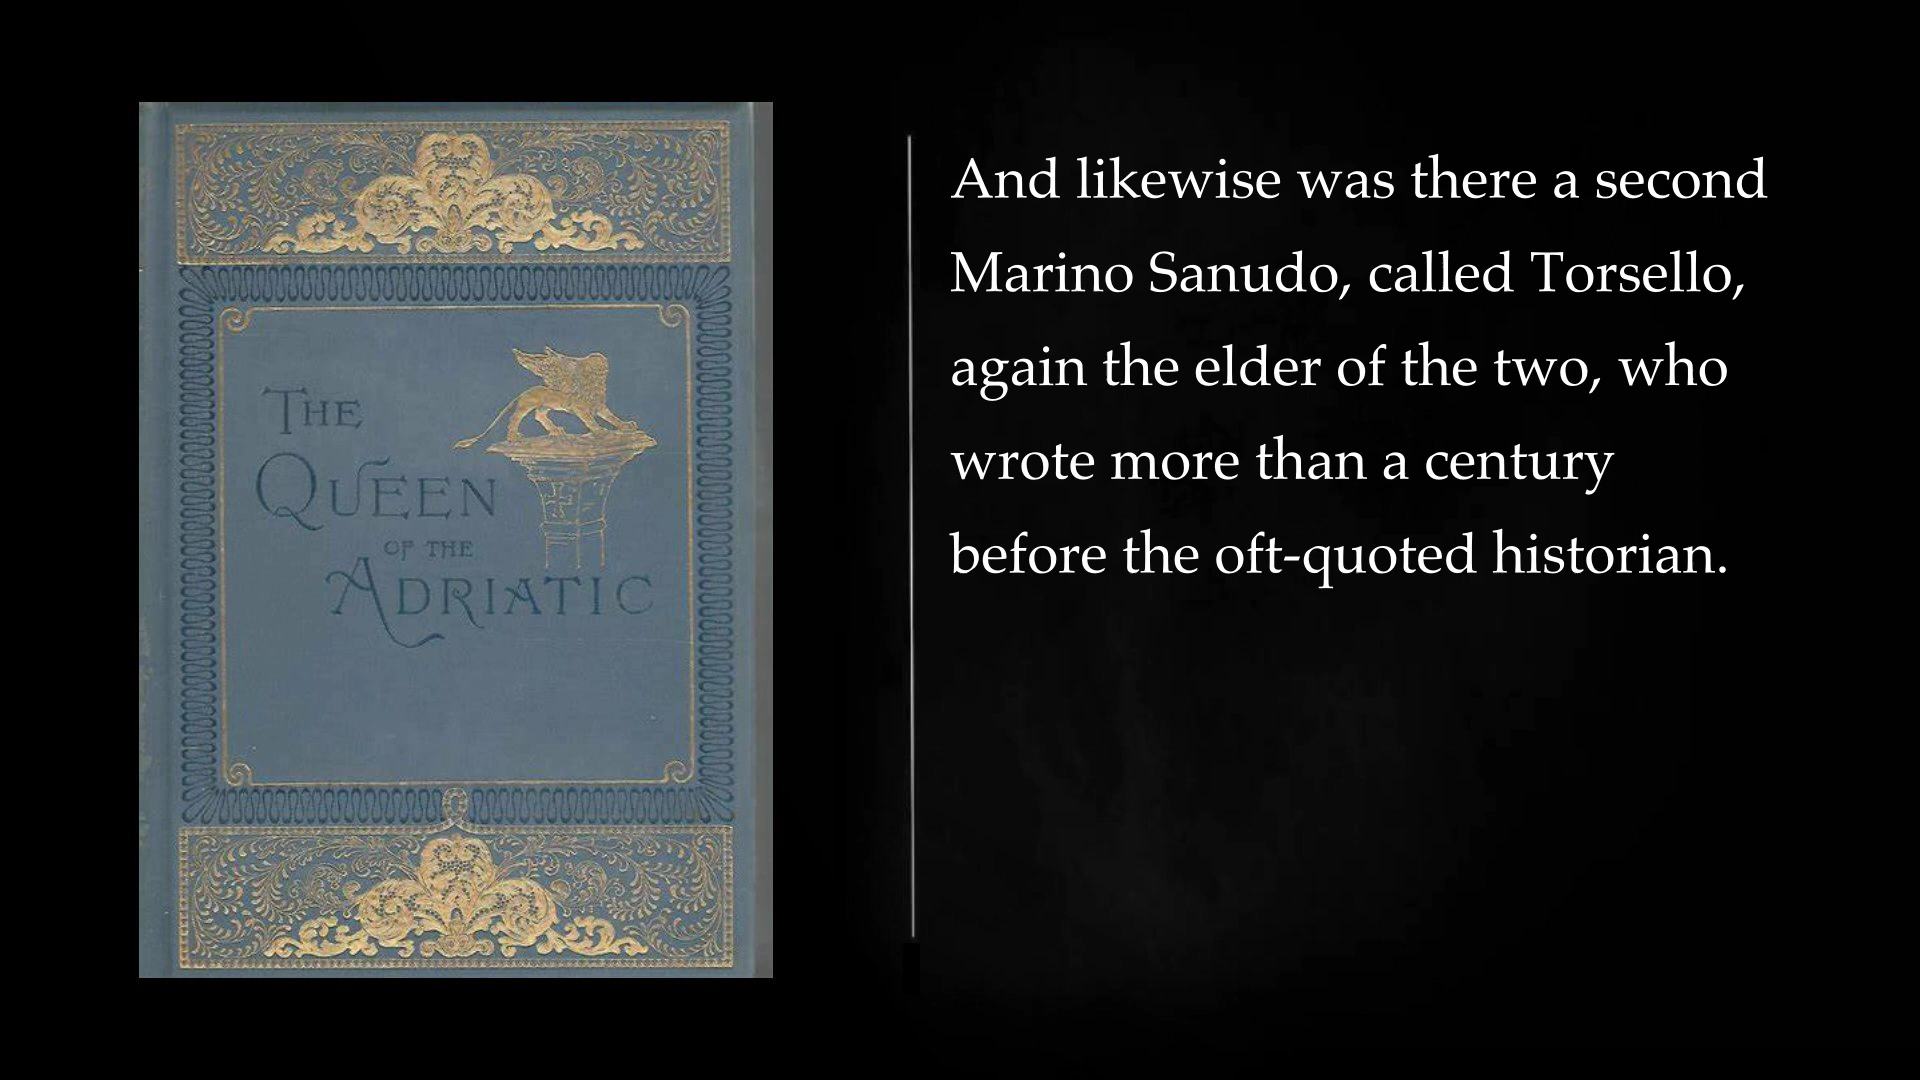 THE
QUEEN
OF THE
ADRIATIC
And likewise was there a second
Marino Sanudo, called Torsello,
again the elder of the two, who
wrote more than a century
before the oft-quoted historian.